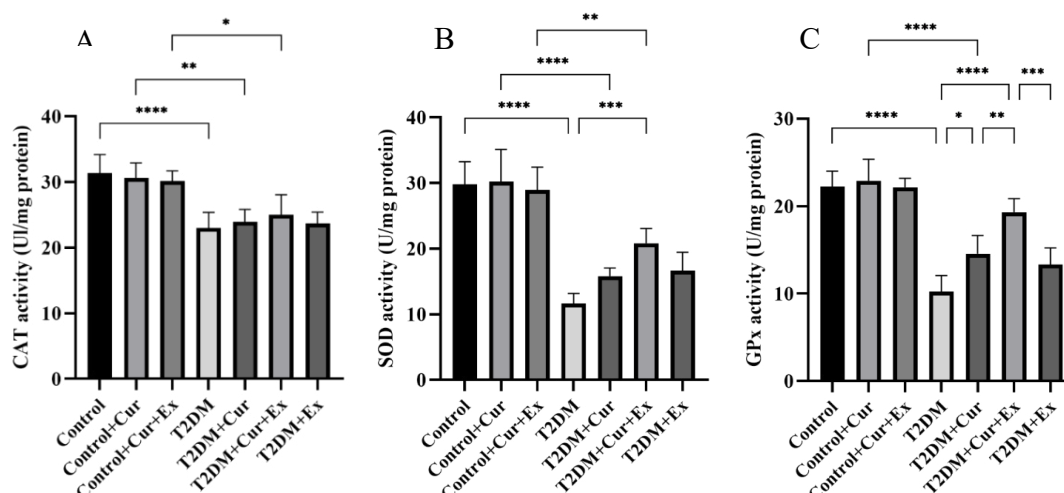 A
*
**
****
CAT activity (UI/mg protein)
40
30
20
10
0
Control
Control+Cur
Control+Cur+Ex
T2DM
T2DM+Cur
T2DM+Cur+Ex
T2DM+Ex
B
**
****
**** ***
SOD activity (U/mg protein)
40
30
20
10
0
Control
Control+Cur
Control+Cur+Ex
T2DM
T2DM+Cur
T2DM+Cur+Ex
T2DM+Ex
C
****
**** ***
**** * **
GPx activity (U/mg protein)
30
20
10
0
Control
Control+Cur
Control+Cur+Ex
T2DM
T2DM+Cur
T2DM+Cur+Ex
T2DM+Ex